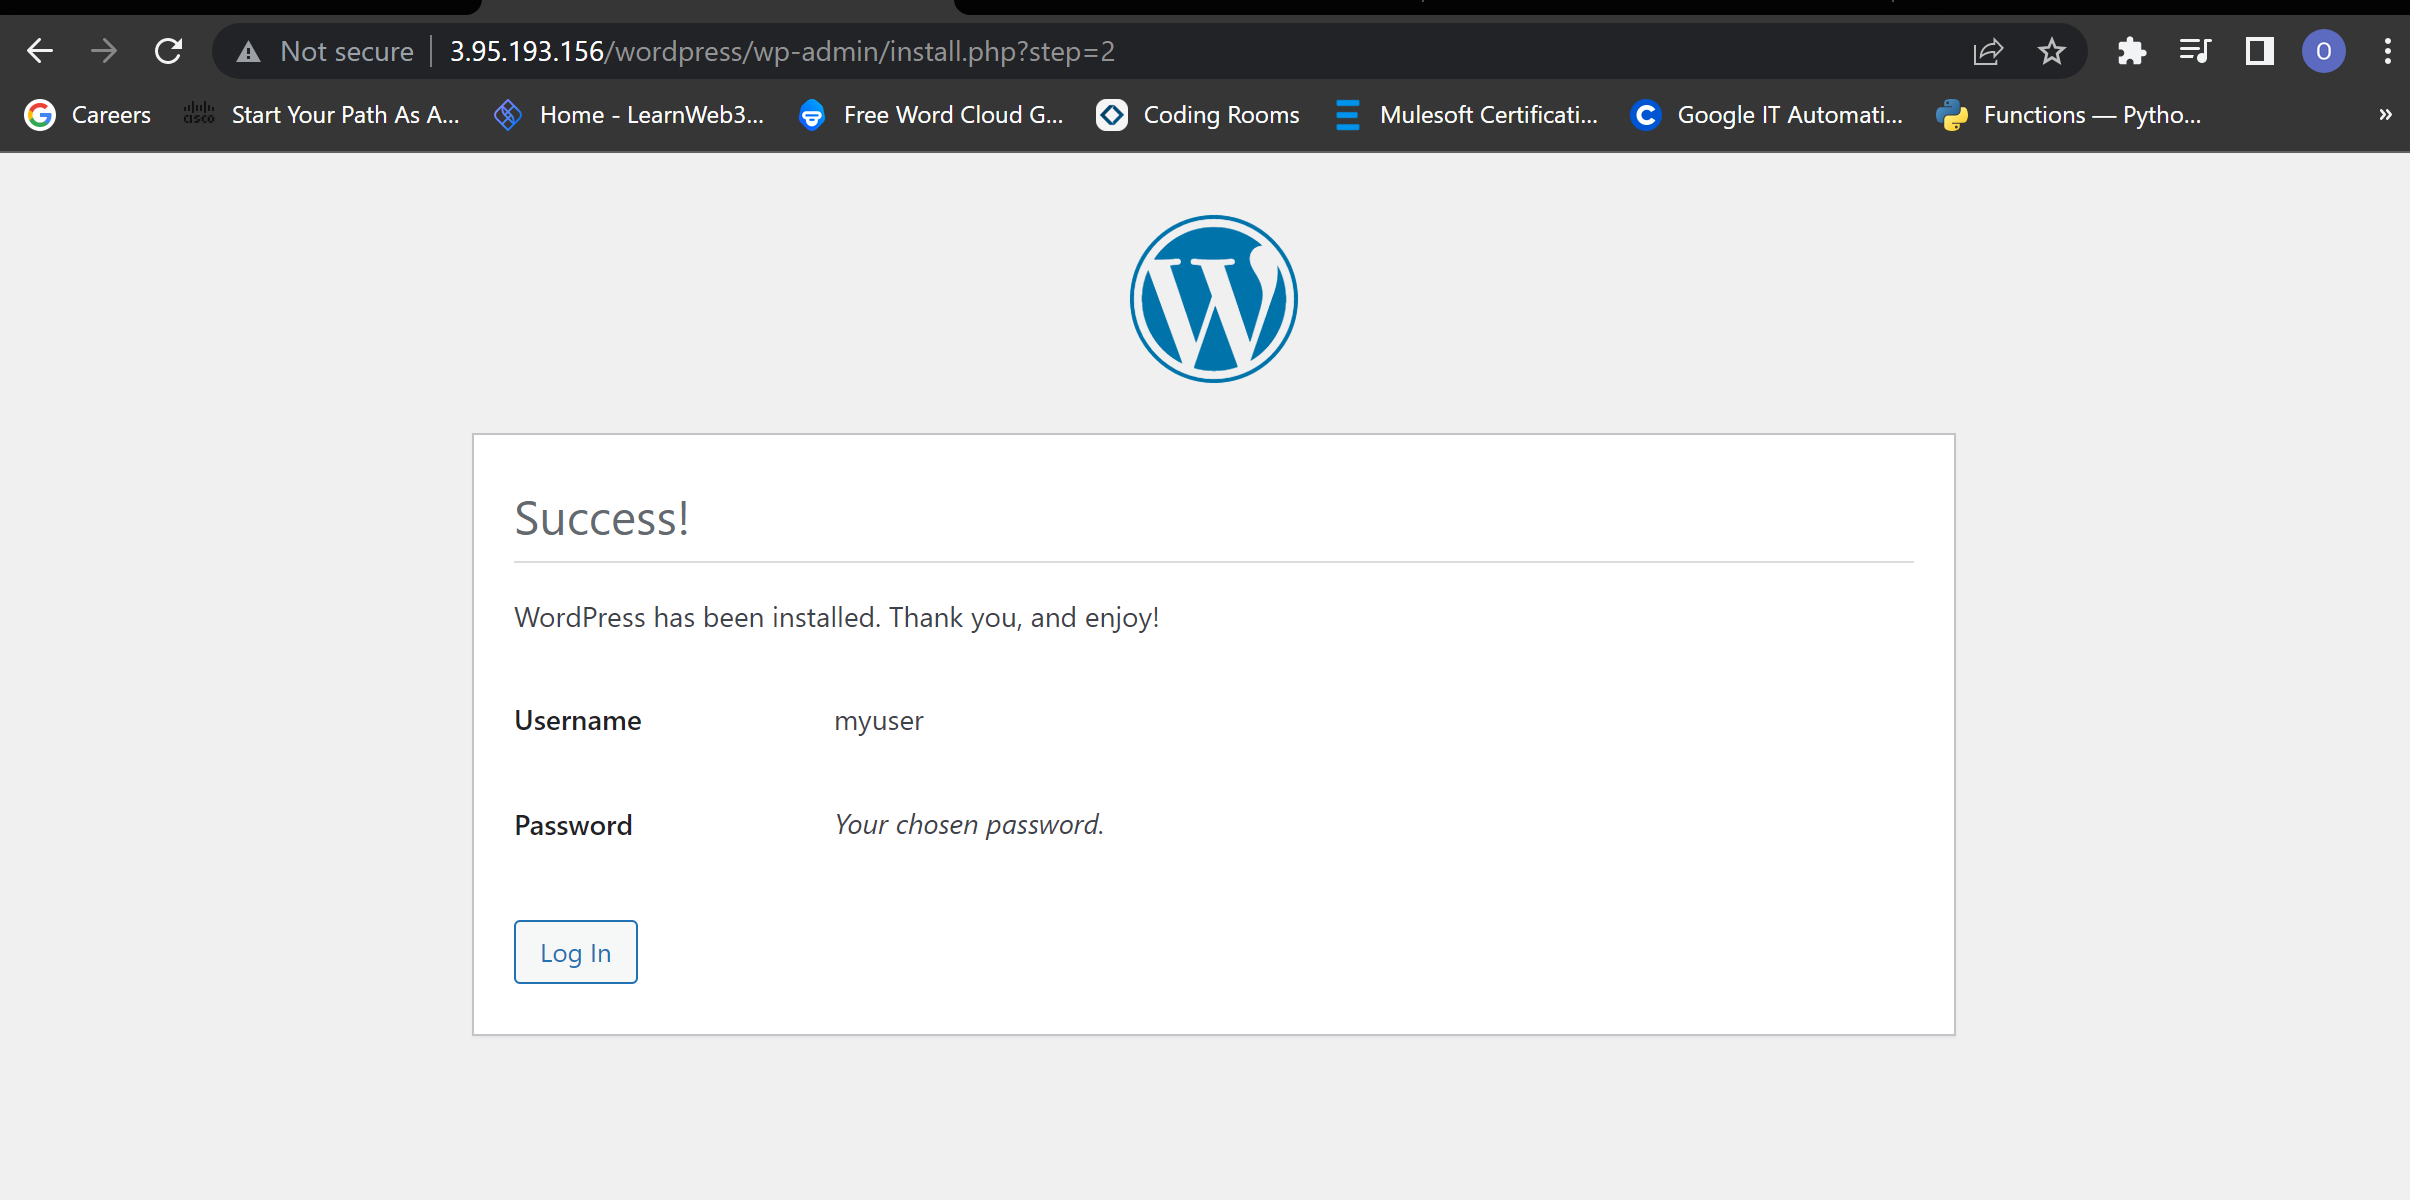 Not secure 3.95.193.156/wordpress/wp-admin/install.php?step=2 O
Careers cisco Start Your Path As A... Home - LearnWeb3... Free Word Cloud G... Coding Rooms Mulesoft Certificati... Google IT Automati... Functions — Pytho... »
Success!
WordPress has been installed. Thank you, and enjoy!
Username myuser
Password Your chosen password.
Log In